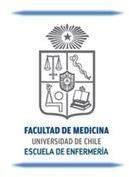 FACULTAD DE MEDICINA
UNIVERSIDAD DE CHILE
ESCUELA DE ENFERMERÍA